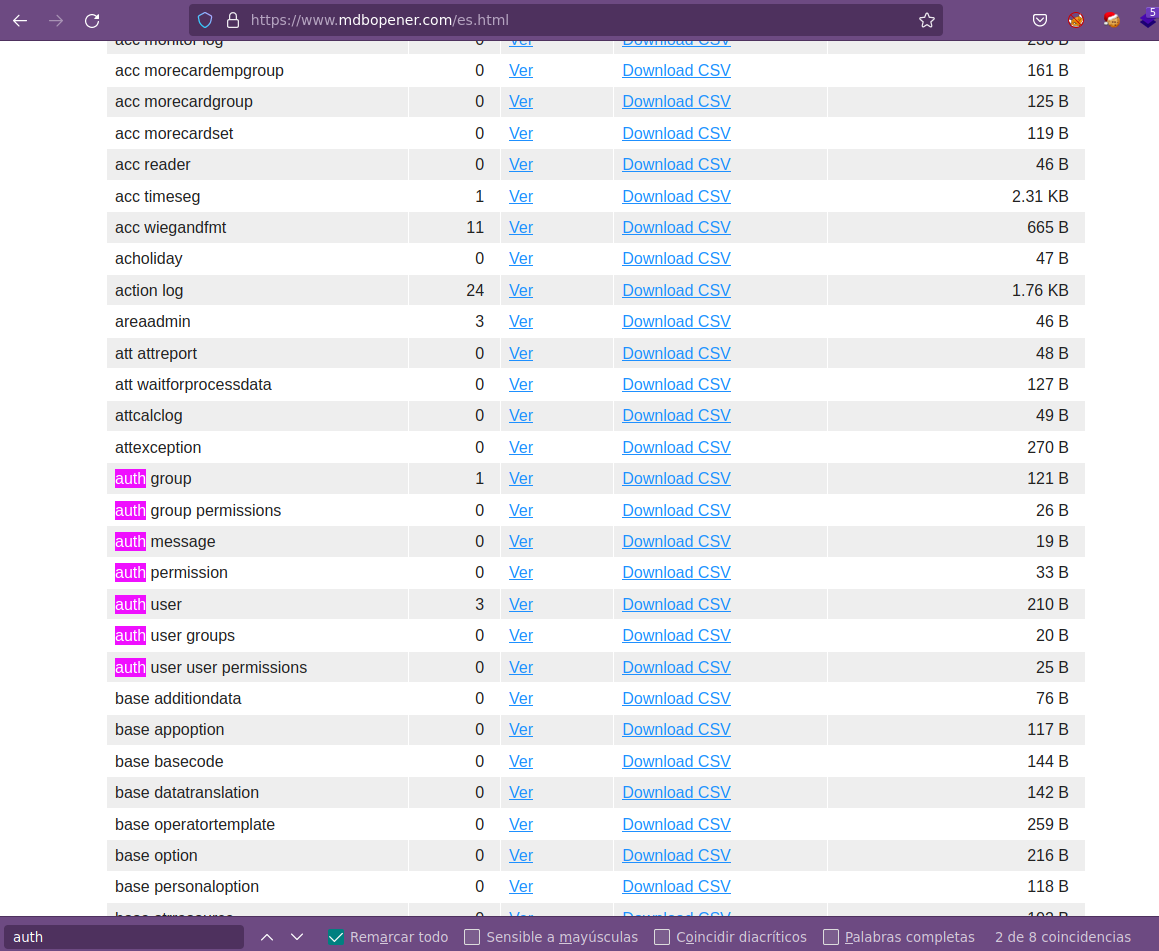 https://www.mdbopener.com/es.html
5
acc monitor log 0 Ver Download CSV 238 B
acc morecardempgroup 0 Ver Download CSV 161 B
acc morecardgroup 0 Ver Download CSV 125 B
acc morecardset 0 Ver Download CSV 119 B
acc reader 0 Ver Download CSV 46 B
acc timeseg 1 Ver Download CSV 2.31 KB
acc wiegandfmt 11 Ver Download CSV 665 B
acholiday 0 Ver Download CSV 47 B
action log 24 Ver Download CSV 1.76 KB
areaadmin 3 Ver Download CSV 46 B
att attreport 0 Ver Download CSV 48 B
att waitforprocessdata 0 Ver Download CSV 127 B
attcalclog 0 Ver Download CSV 49 B
attexception 0 Ver Download CSV 270 B
auth group 1 Ver Download CSV 121 B
auth group permissions 0 Ver Download CSV 26 B
auth message 0 Ver Download CSV 19 B
auth permission 0 Ver Download CSV 33 B
auth user 3 Ver Download CSV 210 B
auth user groups 0 Ver Download CSV 20 B
auth user user permissions 0 Ver Download CSV 25 B
base additiondata 0 Ver Download CSV 76 B
base appoption 0 Ver Download CSV 117 B
base basecode 0 Ver Download CSV 144 B
base datatranslation 0 Ver Download CSV 142 B
base operatortemplate 0 Ver Download CSV 259 B
base option 0 Ver Download CSV 216 B
base personaloption 0 Ver Download CSV 118 B
auth Remarcar todo Sensible a mayúsculas Coincidir diacríticos Palabras completas 2 de 8 coincidencias